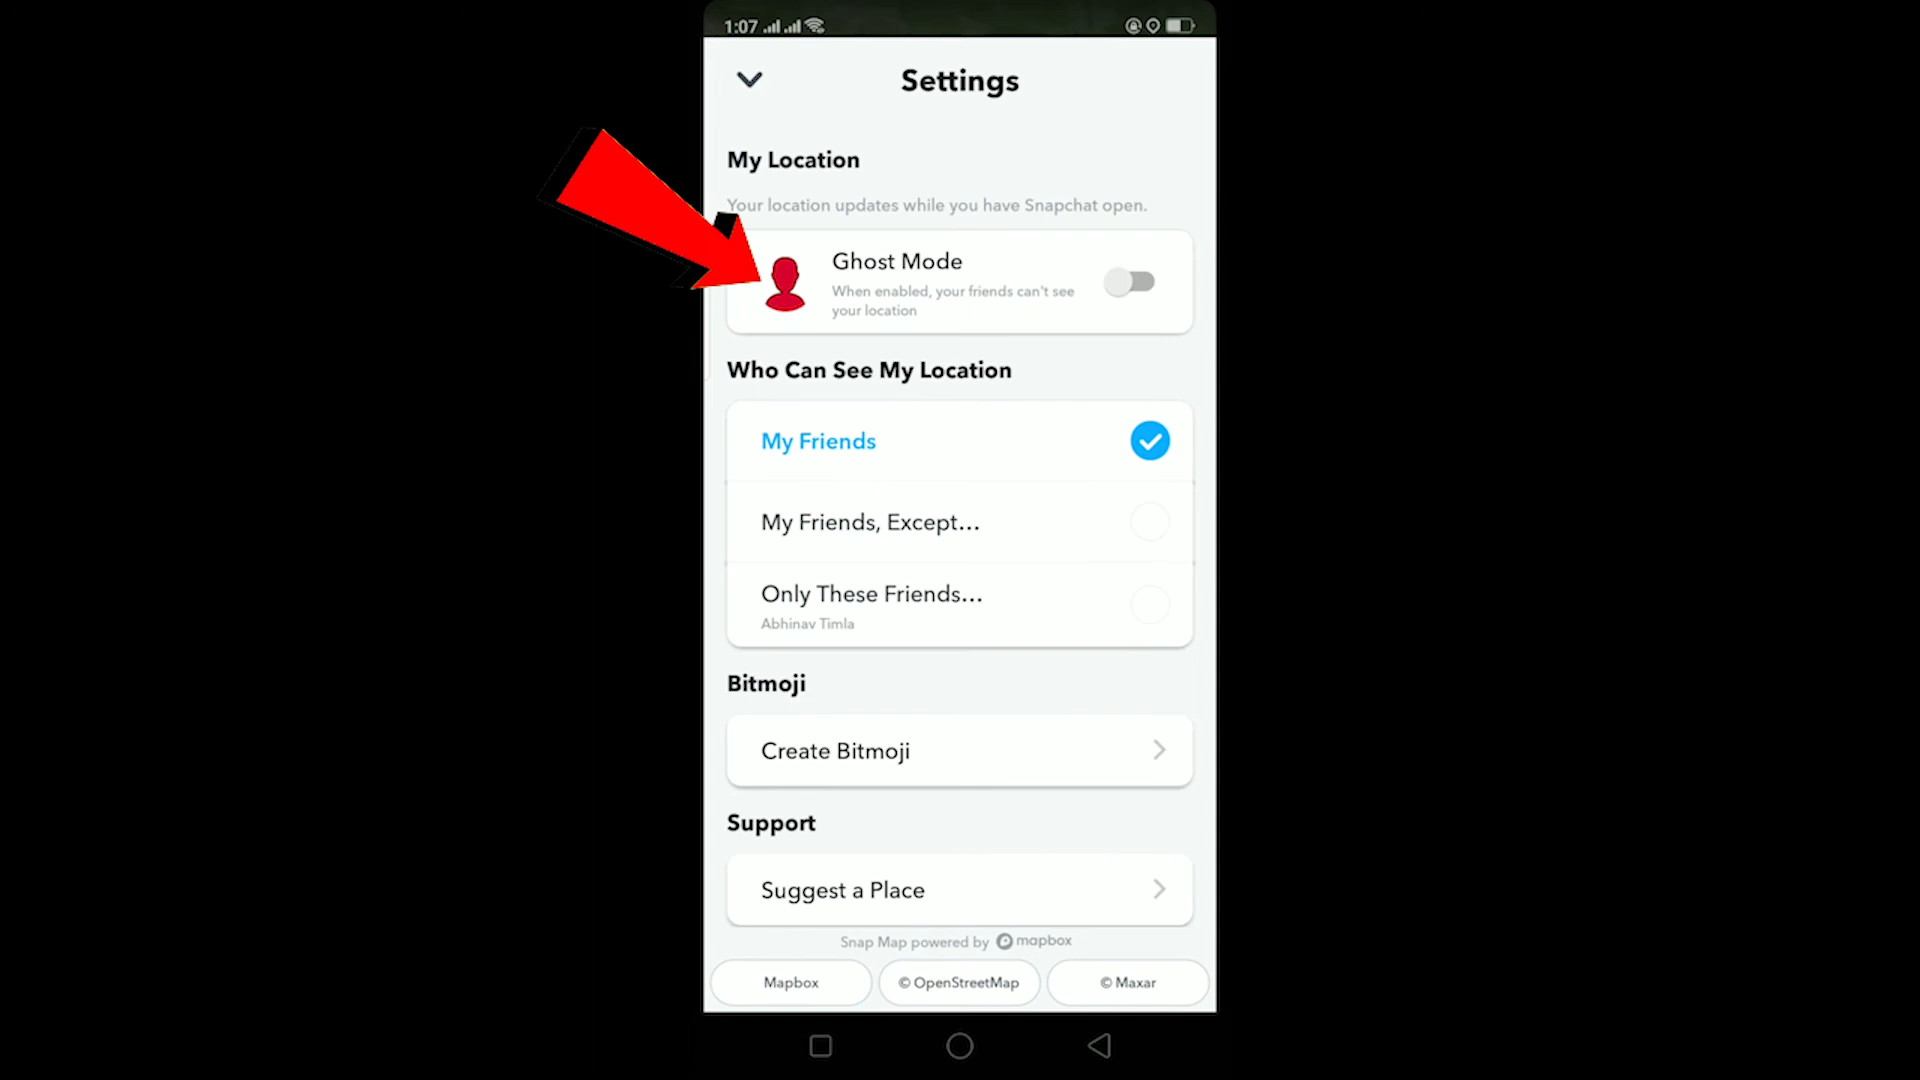 1:07
Settings
My Location
Your location updates while you have Snapchat open.
Ghost Mode
When enabled, your friends can't see
your location
Who Can See My Location
My Friends
My Friends, Except...
Only These Friends...
Abhinav Timla
Bitmoji
Create Bitmoji
Support
Suggest a Place
Snap Map powered by mapbox
Mapbox
© OpenStreetMap
© Maxar